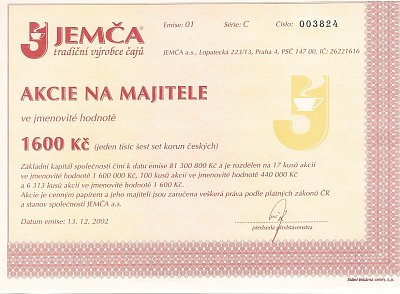 Emise: 01 Série: C Číslo: 003824
JEMČA®
tradiční výrobce čajů
JEMČA a.s., Lopatecká 223/13, Praha 4, PSČ 147 00, IČ: 26221616
AKCIE NA MAJITELE
ve jmenovité hodnotě
1600 Kč (jeden tisíc šest set korun českých)
Základní kapitál společnosti činí k datu emise 81 300 800 Kč a je rozdělen na 17 kusů akcií
ve jmenovité hodnotě 1 600 000 Kč, 100 kusů akcií ve jmenovité hodnotě 440 000 Kč
a 6 313 kusů akcií ve jmenovité hodnotě 1 600 Kč.
Akcie je cenným papírem a jeho majiteli jsou zaručena veškerá práva podle platných zákonů ČR
a stanov společnosti JEMČA a.s.
Datum emise: 13. 12. 2002
předseda představenstva
Státní tiskárna cenin, s.p.